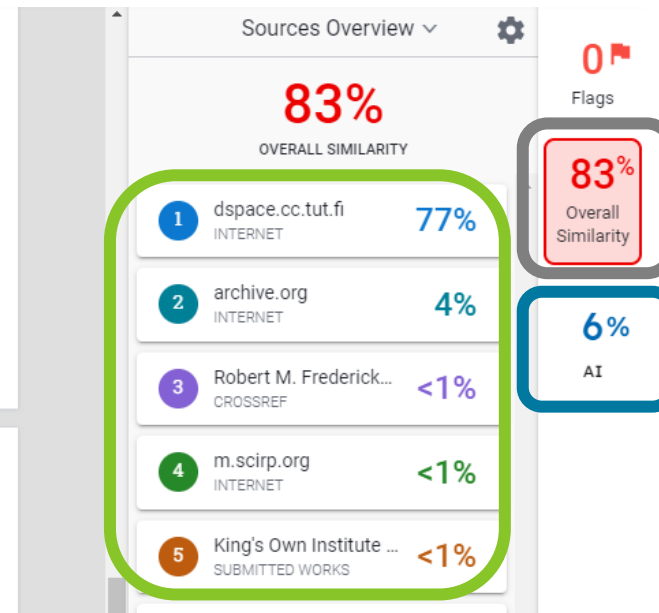 Sources Overview
83%
OVERALL SIMILARITY
1 dspace.cc.tut.fi 77%
INTERNET
2 archive.org 4%
INTERNET
3 Robert M. Frederick... <1%
CROSSREF
4 m.scirp.org <1%
INTERNET
5 King's Own Institute ... <1%
SUBMITTED WORKS
0
Flags
83%
Overall
Similarity
6%
AI